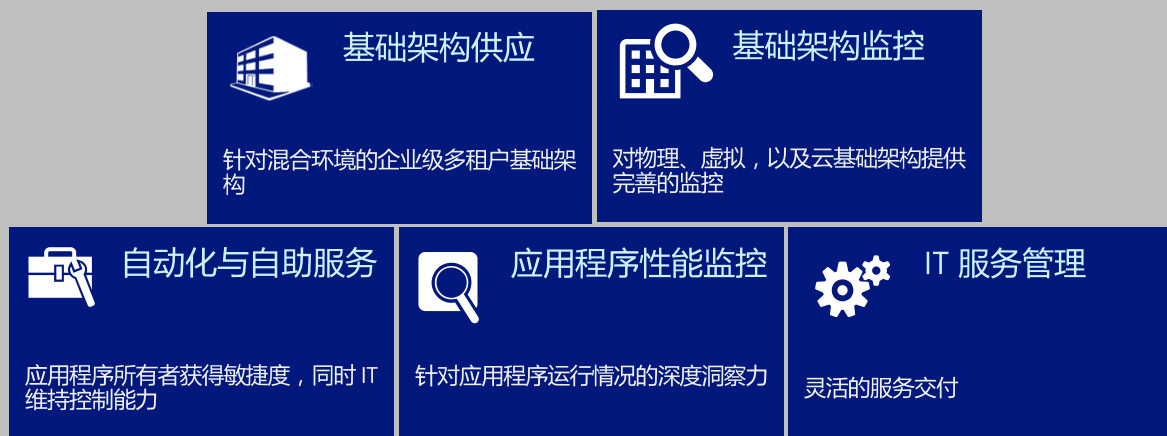 基础架构供应
针对混合环境的企业级多租户基础架
构
基础架构监控
对物理、虚拟，以及云基础架构提供
完善的监控
自动化与自助服务
应用程序所有者获得敏捷度，同时 IT
维持控制能力
应用程序性能监控
针对应用程序运行情况的深度洞察力
IT 服务管理
灵活的服务交付